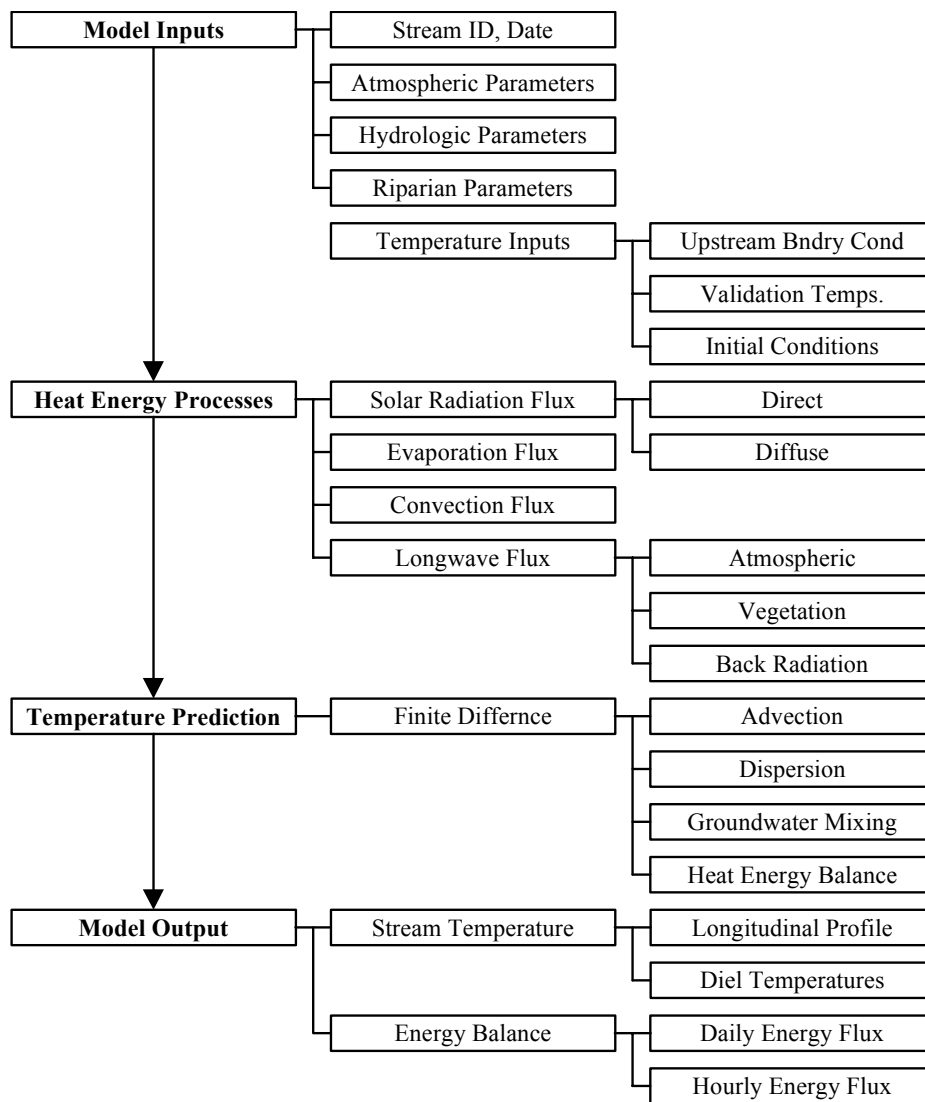 Model Inputs
Stream ID, Date
Atmospheric Parameters
Hydrologic Parameters
Riparian Parameters
Temperature Inputs
Upstream Bndry Cond
Validation Temps.
Initial Conditions
Heat Energy Processes
Solar Radiation Flux
Direct
Diffuse
Evaporation Flux
Convection Flux
Longwave Flux
Atmospheric
Vegetation
Back Radiation
Temperature Prediction
Finite Differnce
Advection
Dispersion
Groundwater Mixing
Heat Energy Balance
Model Output
Stream Temperature
Longitudinal Profile
Diel Temperatures
Energy Balance
Daily Energy Flux
Hourly Energy Flux